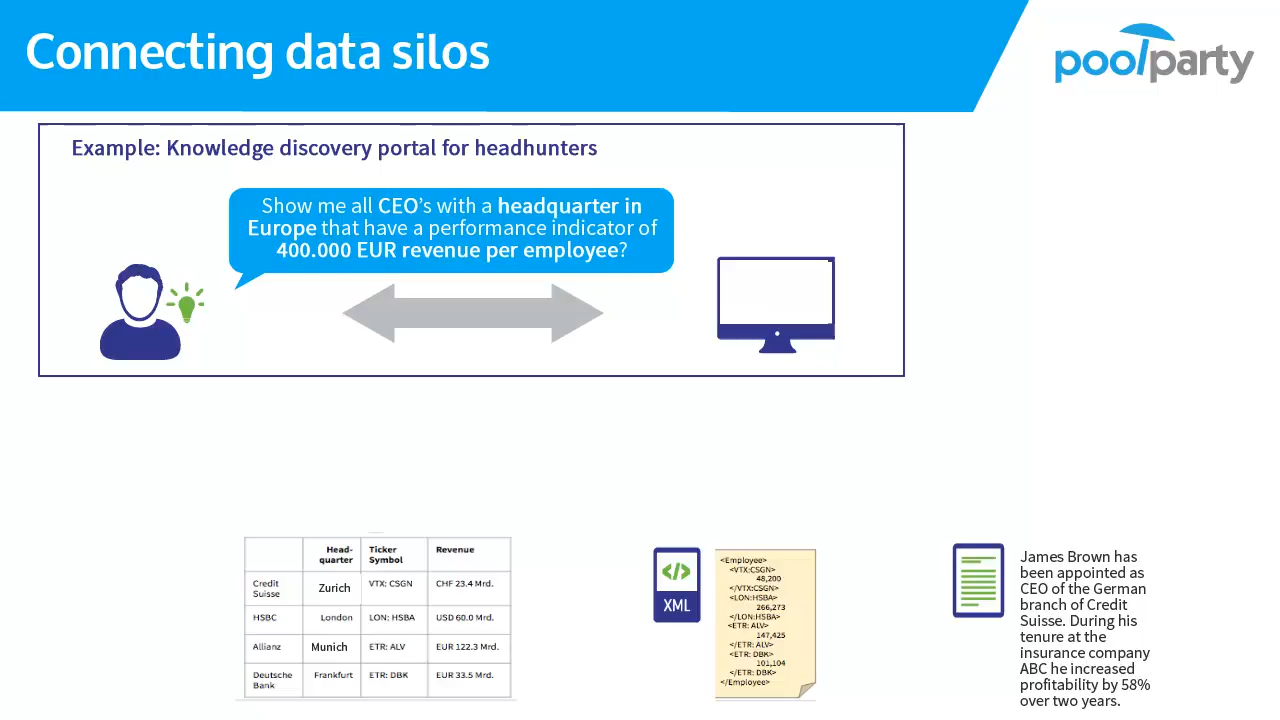 Connecting data silos
poolparty
Example: Knowledge discovery portal for headhunters
Show me all CEO's with a headquarter in
Europe that have a performance indicator of
400.000 EUR revenue per employee?
Head-
quarter
Ticker
Symbol
Revenue
Credit
Suisse
Zurich
VTX: CSGN
CHF 23.4 Mrd.
HSBC
London
LON: HSBA
USD 60.0 Mrd.
Allianz
Munich
ETR: ALV
EUR 122.3 Mrd.
Deutsche
Bank
Frankfurt
ETR: DBK
EUR 33.5 Mrd.
</>
XML
<Employee>
<VTX:CSGN>
48,200
</VTX:CSGN>
<LON:HSBA>
266,273
</LON:HSBA>
<ETR: ALV>
147,425
</ETR: ALV>
<ETR: DBK>
101,104
</ETR: DBK>
</Employee>
James Brown has
been appointed as
CEO of the German
branch of Credit
Suisse. During his
tenure at the
insurance company
ABC he increased
profitability by 58%
over two years.